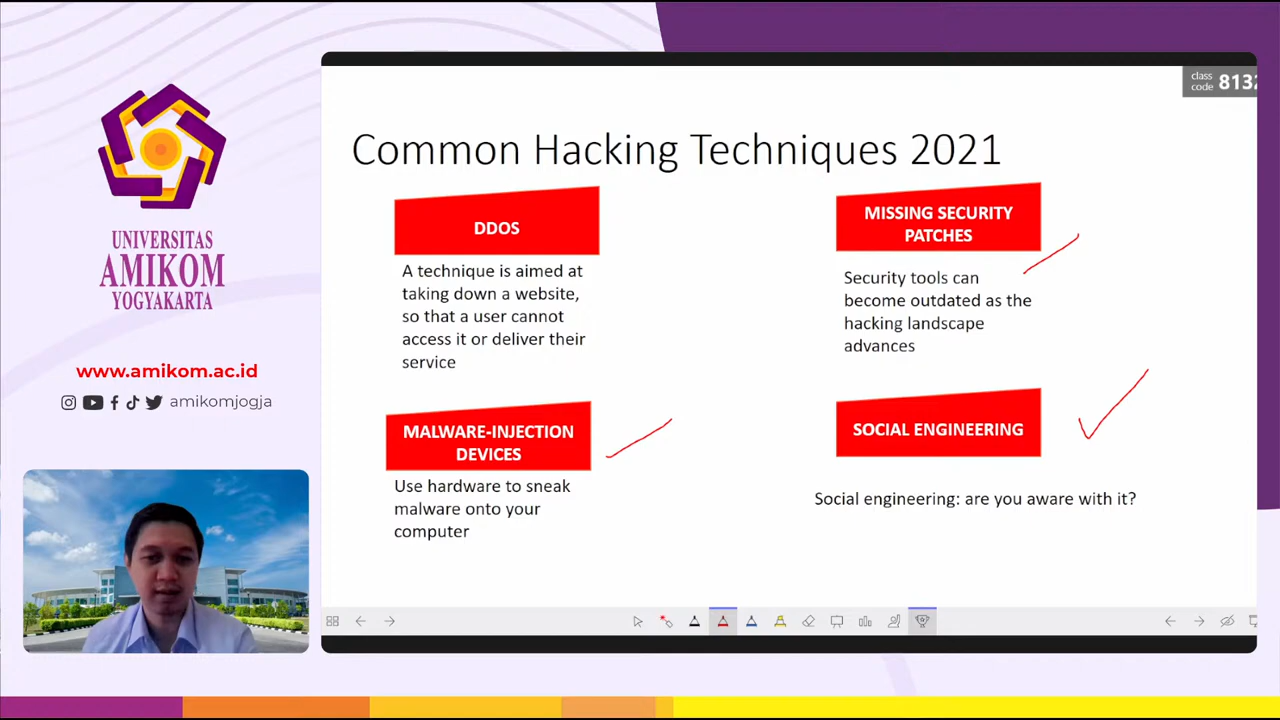 UNIVERSITAS
AMIKOM
YOGYAKARTA
www.amikom.ac.id
amikomjogja
class
code 8132
Common Hacking Techniques 2021
DDOS
A technique is aimed at
taking down a website,
so that a user cannot
access it or deliver their
service
MISSING SECURITY
PATCHES
Security tools can
become outdated as the
hacking landscape
advances
MALWARE-INJECTION
DEVICES
Use hardware to sneak
malware onto your
computer
SOCIAL ENGINEERING
Social engineering: are you aware with it?